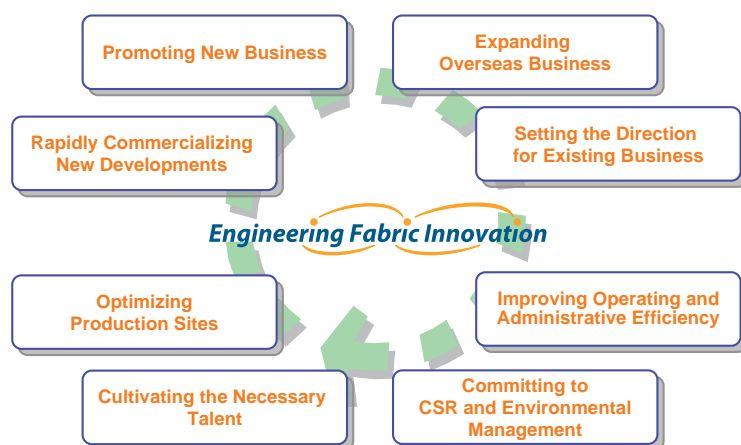 Promoting New Business
Expanding
Overseas Business
Rapidly Commercializing
New Developments
Setting the Direction
for Existing Business
Engineering Fabric Innovation
Optimizing
Production Sites
Improving Operating and
Administrative Efficiency
Cultivating the Necessary
Talent
Committing to
CSR and Environmental
Management